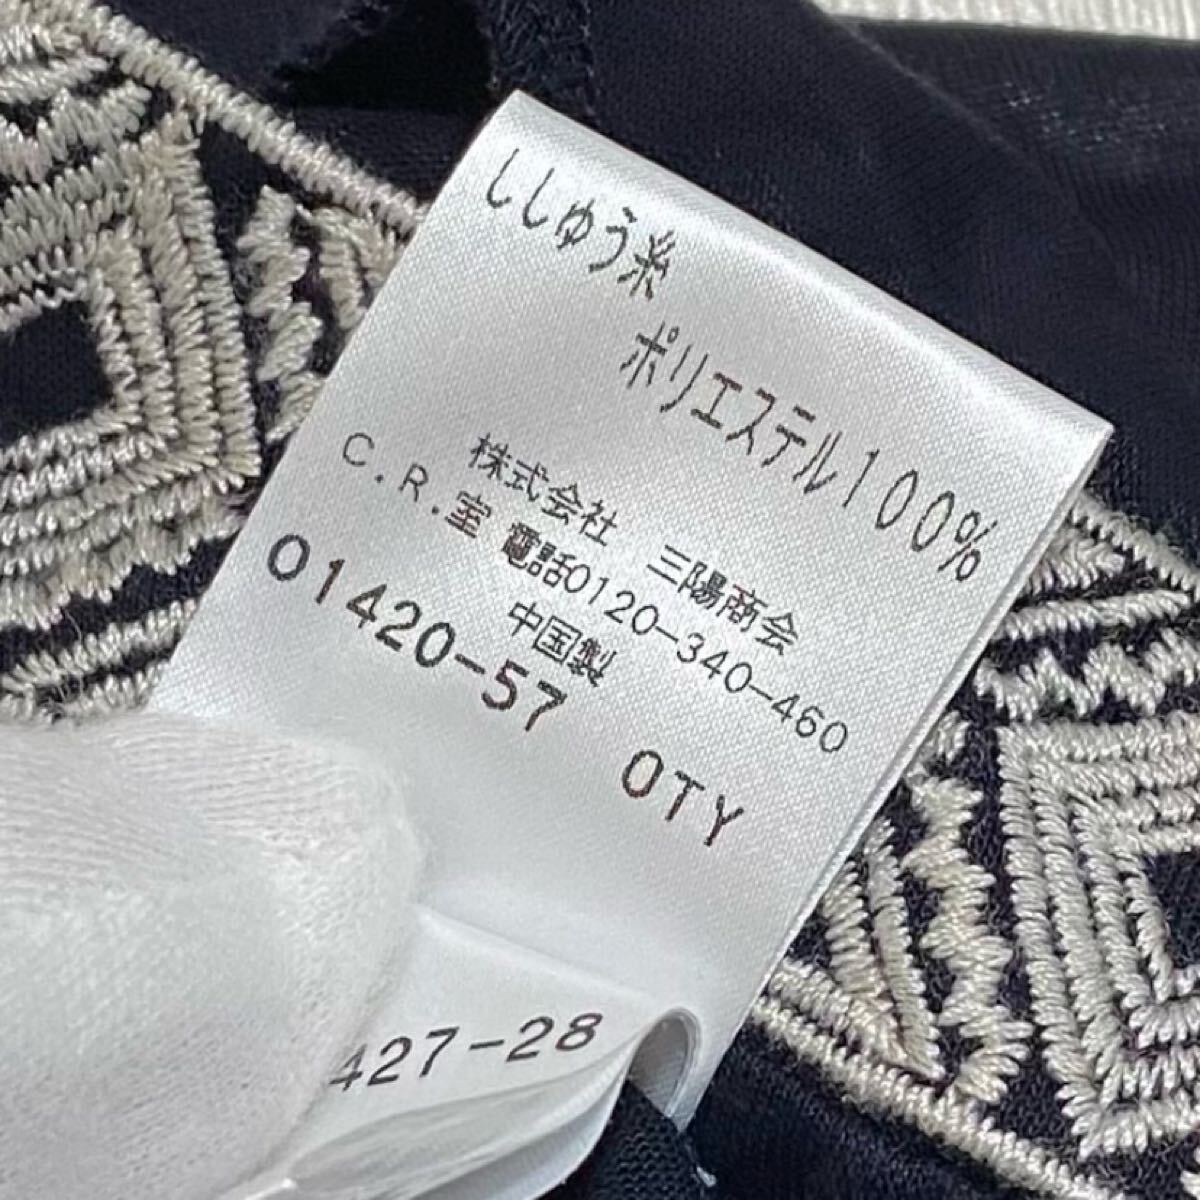 ししゅう糸
ポリエステル100%
株式会社　三陽商会
C.R.室 電話0120-340-460
中国製
01420-57 OTY
427-28